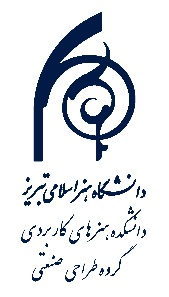 دانشگاه هنر اسلامی تبریز
دانشکده هنرهای کاربردی
گروه طراحی صنعتی